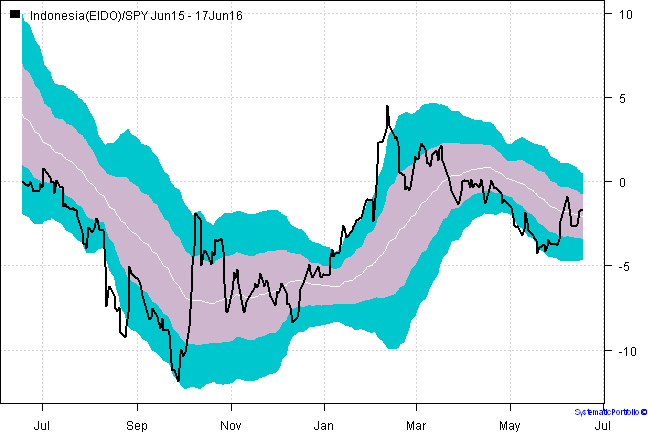 Indonesia(EIDO)/SPY Jun15 - 17Jun16
10
5
0
-5
-10
Jul Sep Nov Jan Mar May Jul
SystematicPortfolio ©